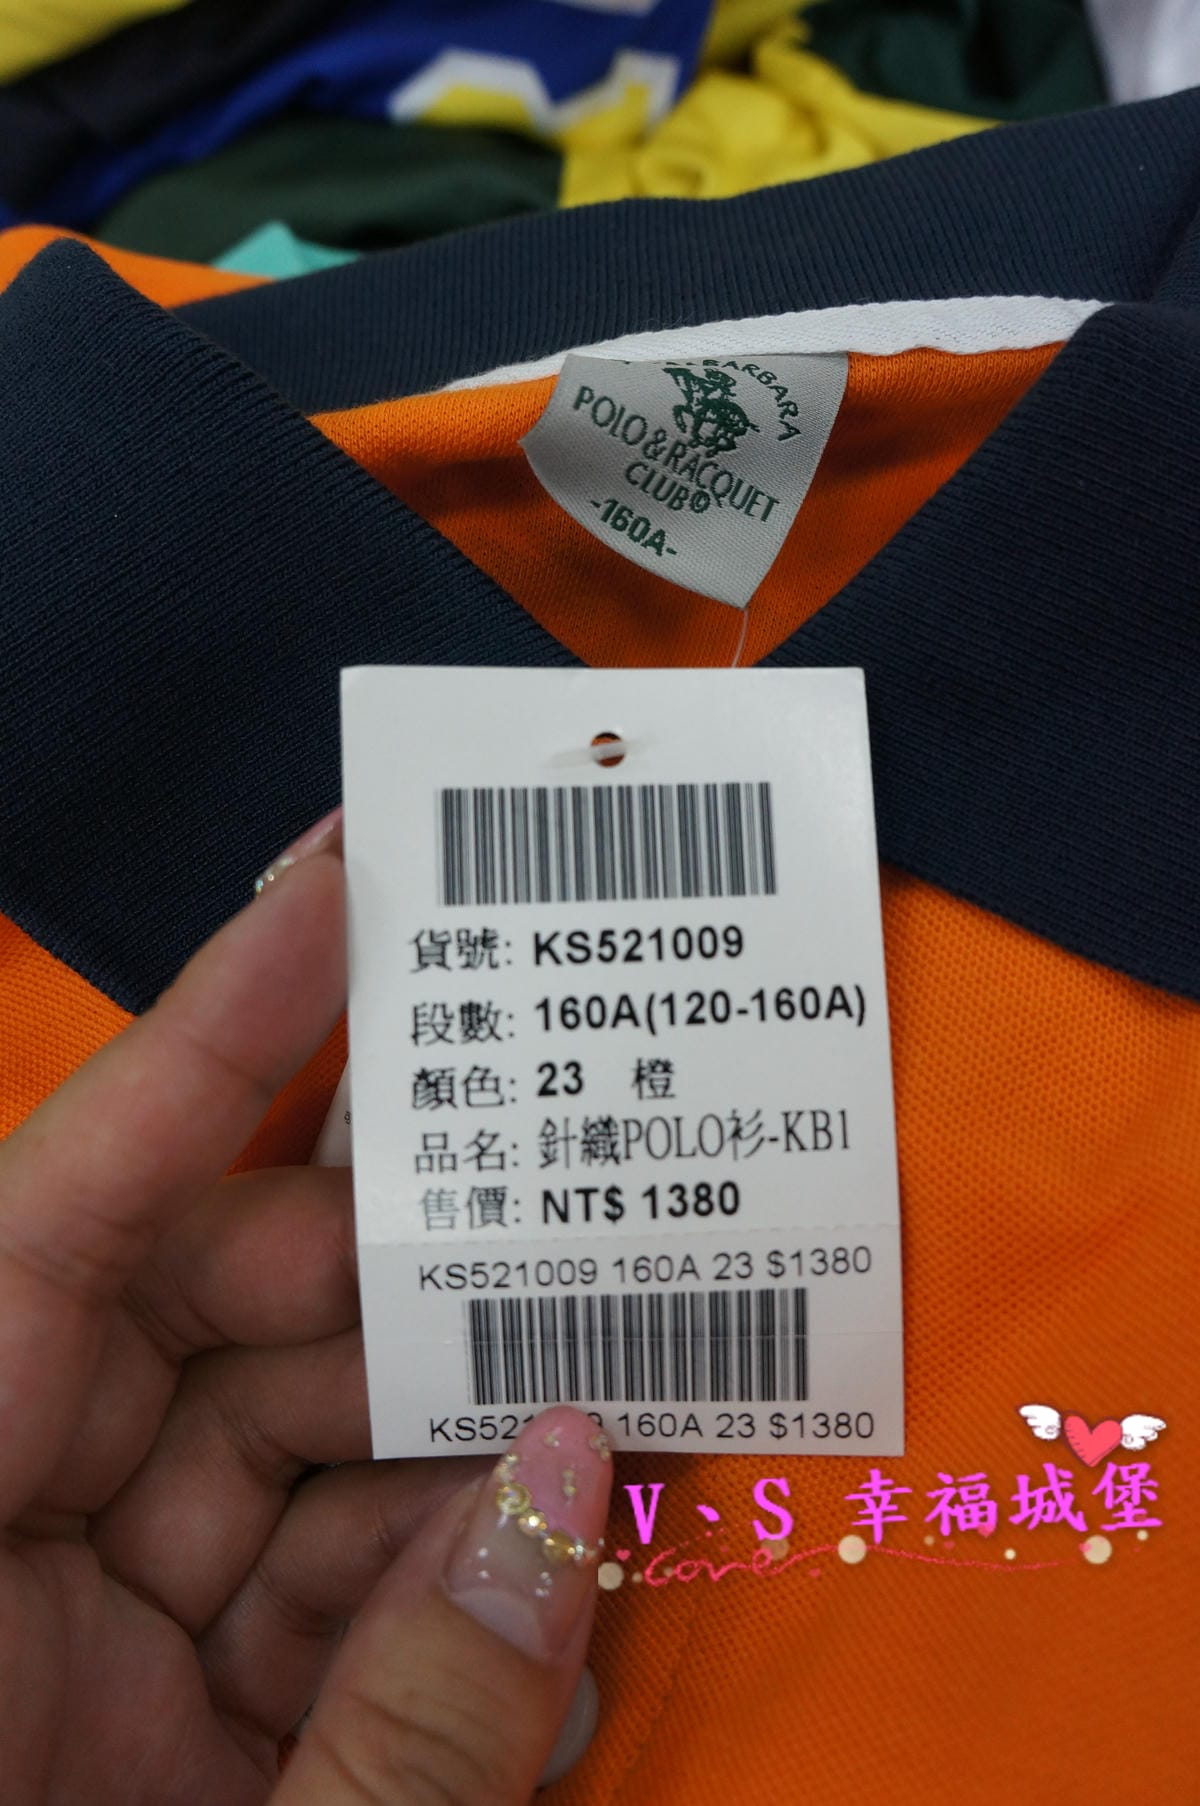 BARBARA
POLO & RACQUET
CLUB©
-160A-
貨號: KS521009
段數: 160A(120-160A)
顏色: 23 橙
品名: 針織POLO衫-KB1
售價: NT$ 1380
KS521009 160A 23 $1380
KS52 9 160A 23 $1380
V、S 幸福城堡
Love